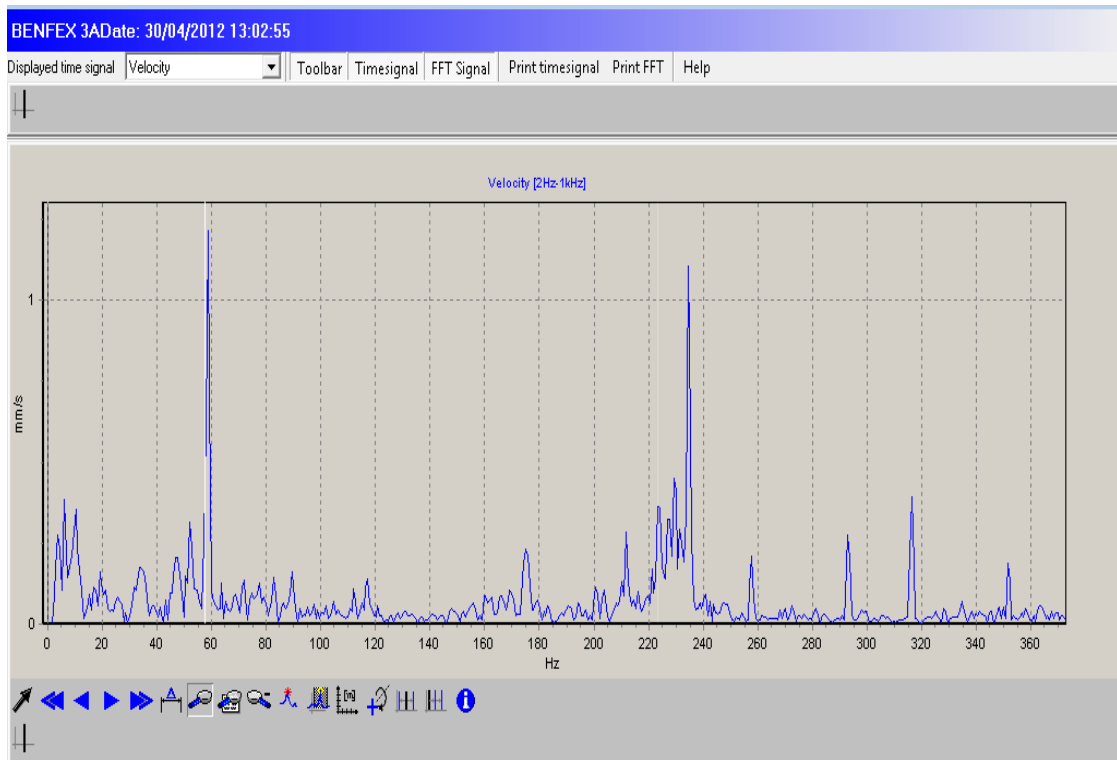 BENFEX 3ADate: 30/04/2012 13:02:55
Displayed time signal Velocity Toolbar Timesignal FFT Signal Print timesignal Print FFT Help
Velocity [2Hz-1kHz]
1
mm/s
0
0 20 40 60 80 100 120 140 160 180 200 220 240 260 280 300 320 340 360
Hz